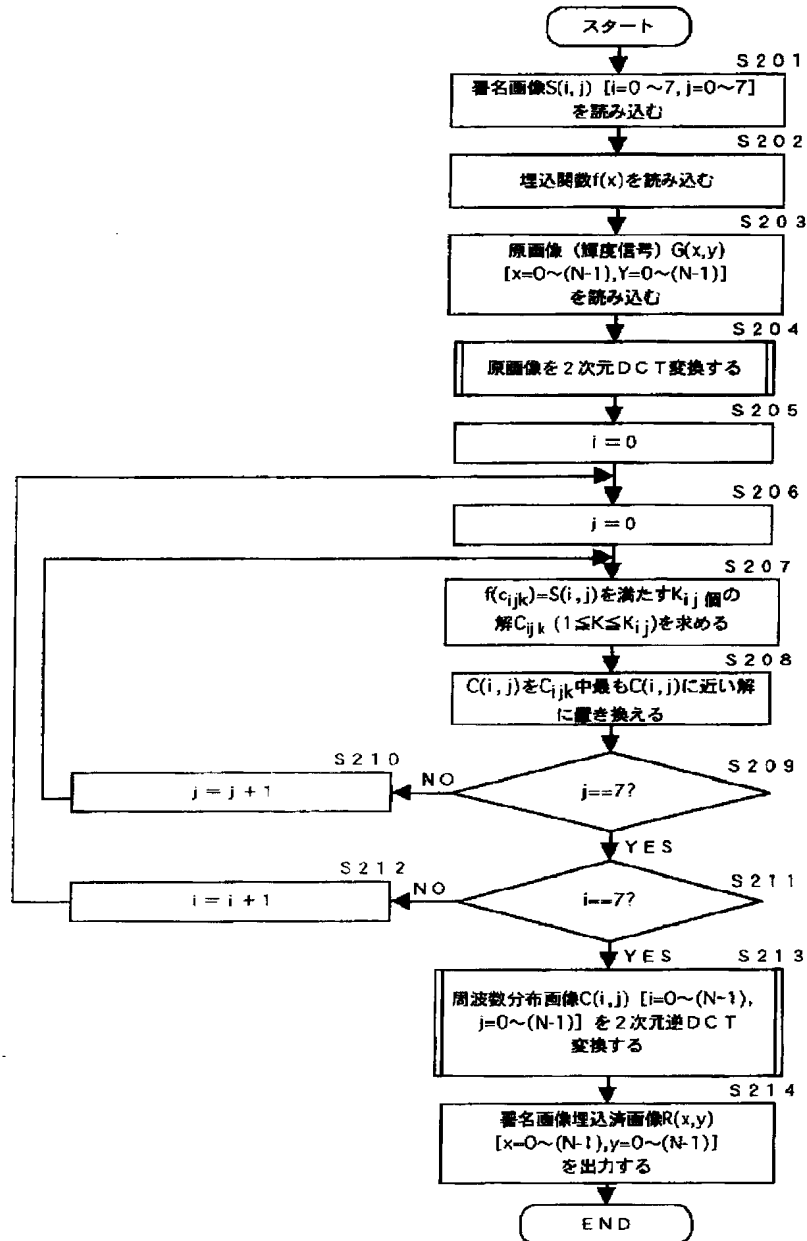 スタート
S201
署名画像S(i,j) [i=0～7,j=0～7]
を読み込む
S202
埋込関数f(x)を読み込む
S203
原画像（輝度信号）G(x,y)
[x=0～(N-1),Y=0～(N-1)]
を読み込む
S204
原画像を2次元DCT変換する
S205
i=0
S206
j=0
S207
f(cijk)=S(i,j)を満たすKij個の
解Cijk (1≦K≦Kij)を求める
S208
C(i,j)をCijk中最もC(i,j)に近い解
に置き換える
S209
j==7?
NO
S210
j=j+1
YES
S211
i==7?
NO
S212
i=i+1
YES
S213
周波数分布画像C(i,j) [i=0～(N-1),
j=0～(N-1)] を2次元逆DCT
変換する
S214
署名画像埋込済画像R(x,y)
[x=0～(N-1),y=0～(N-1)]
を出力する
END